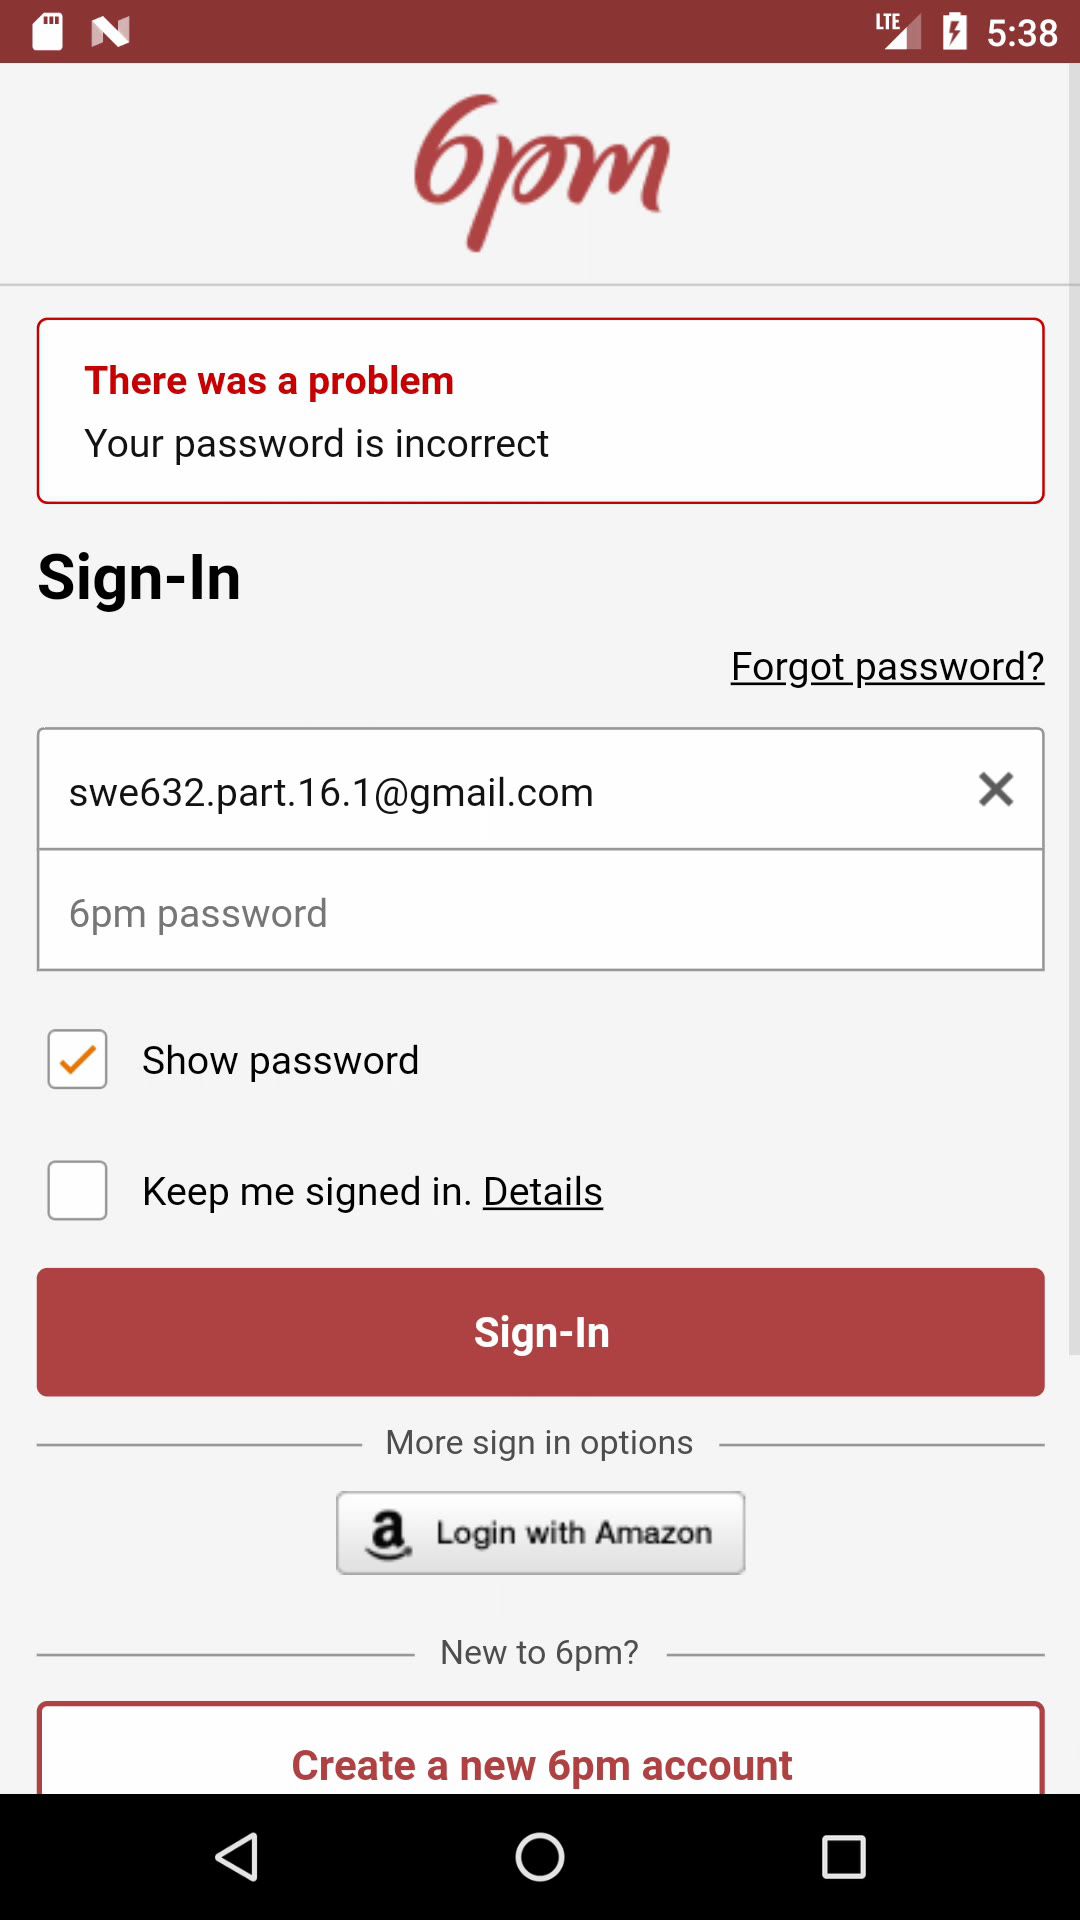 LTE 5:38
6pm
There was a problem
Your password is incorrect
Sign-In
Forgot password?
swe632.part.16.1@gmail.com
6pm password
Show password
Keep me signed in. Details
Sign-In
More sign in options
a Login with Amazon
New to 6pm?
Create a new 6pm account